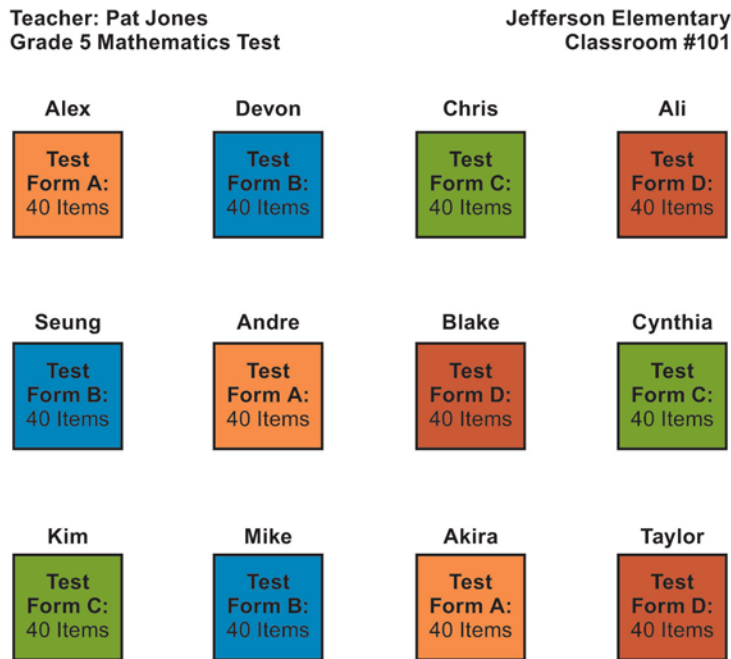 Teacher: Pat Jones
Grade 5 Mathematics Test
Jefferson Elementary
Classroom #101
Alex
Devon
Chris
Ali
Test
Form A:
40 Items
Test
Form B:
40 Items
Test
Form C:
40 Items
Test
Form D:
40 Items
Seung
Andre
Blake
Cynthia
Test
Form B:
40 Items
Test
Form A:
40 Items
Test
Form D:
40 Items
Test
Form C:
40 Items
Kim
Mike
Akira
Taylor
Test
Form C:
40 Items
Test
Form B:
40 Items
Test
Form A:
40 Items
Test
Form D:
40 Items